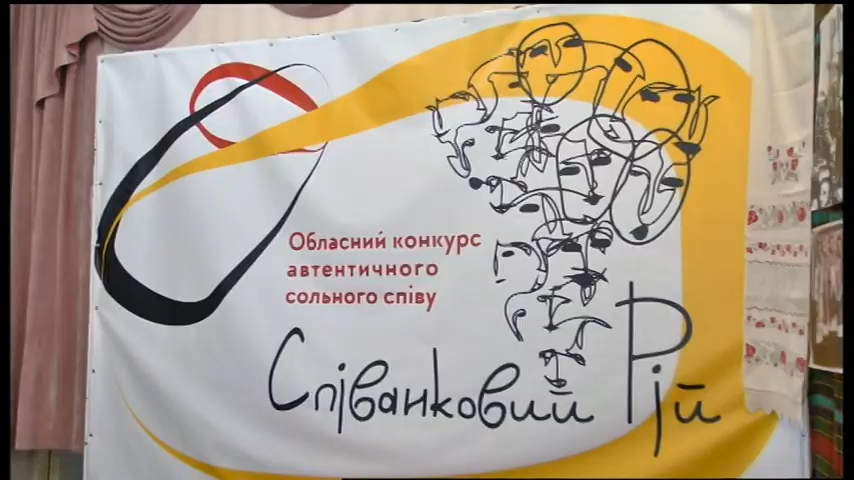 Обласний конкурс
автентичного
сольного співу
Співанковий Рій